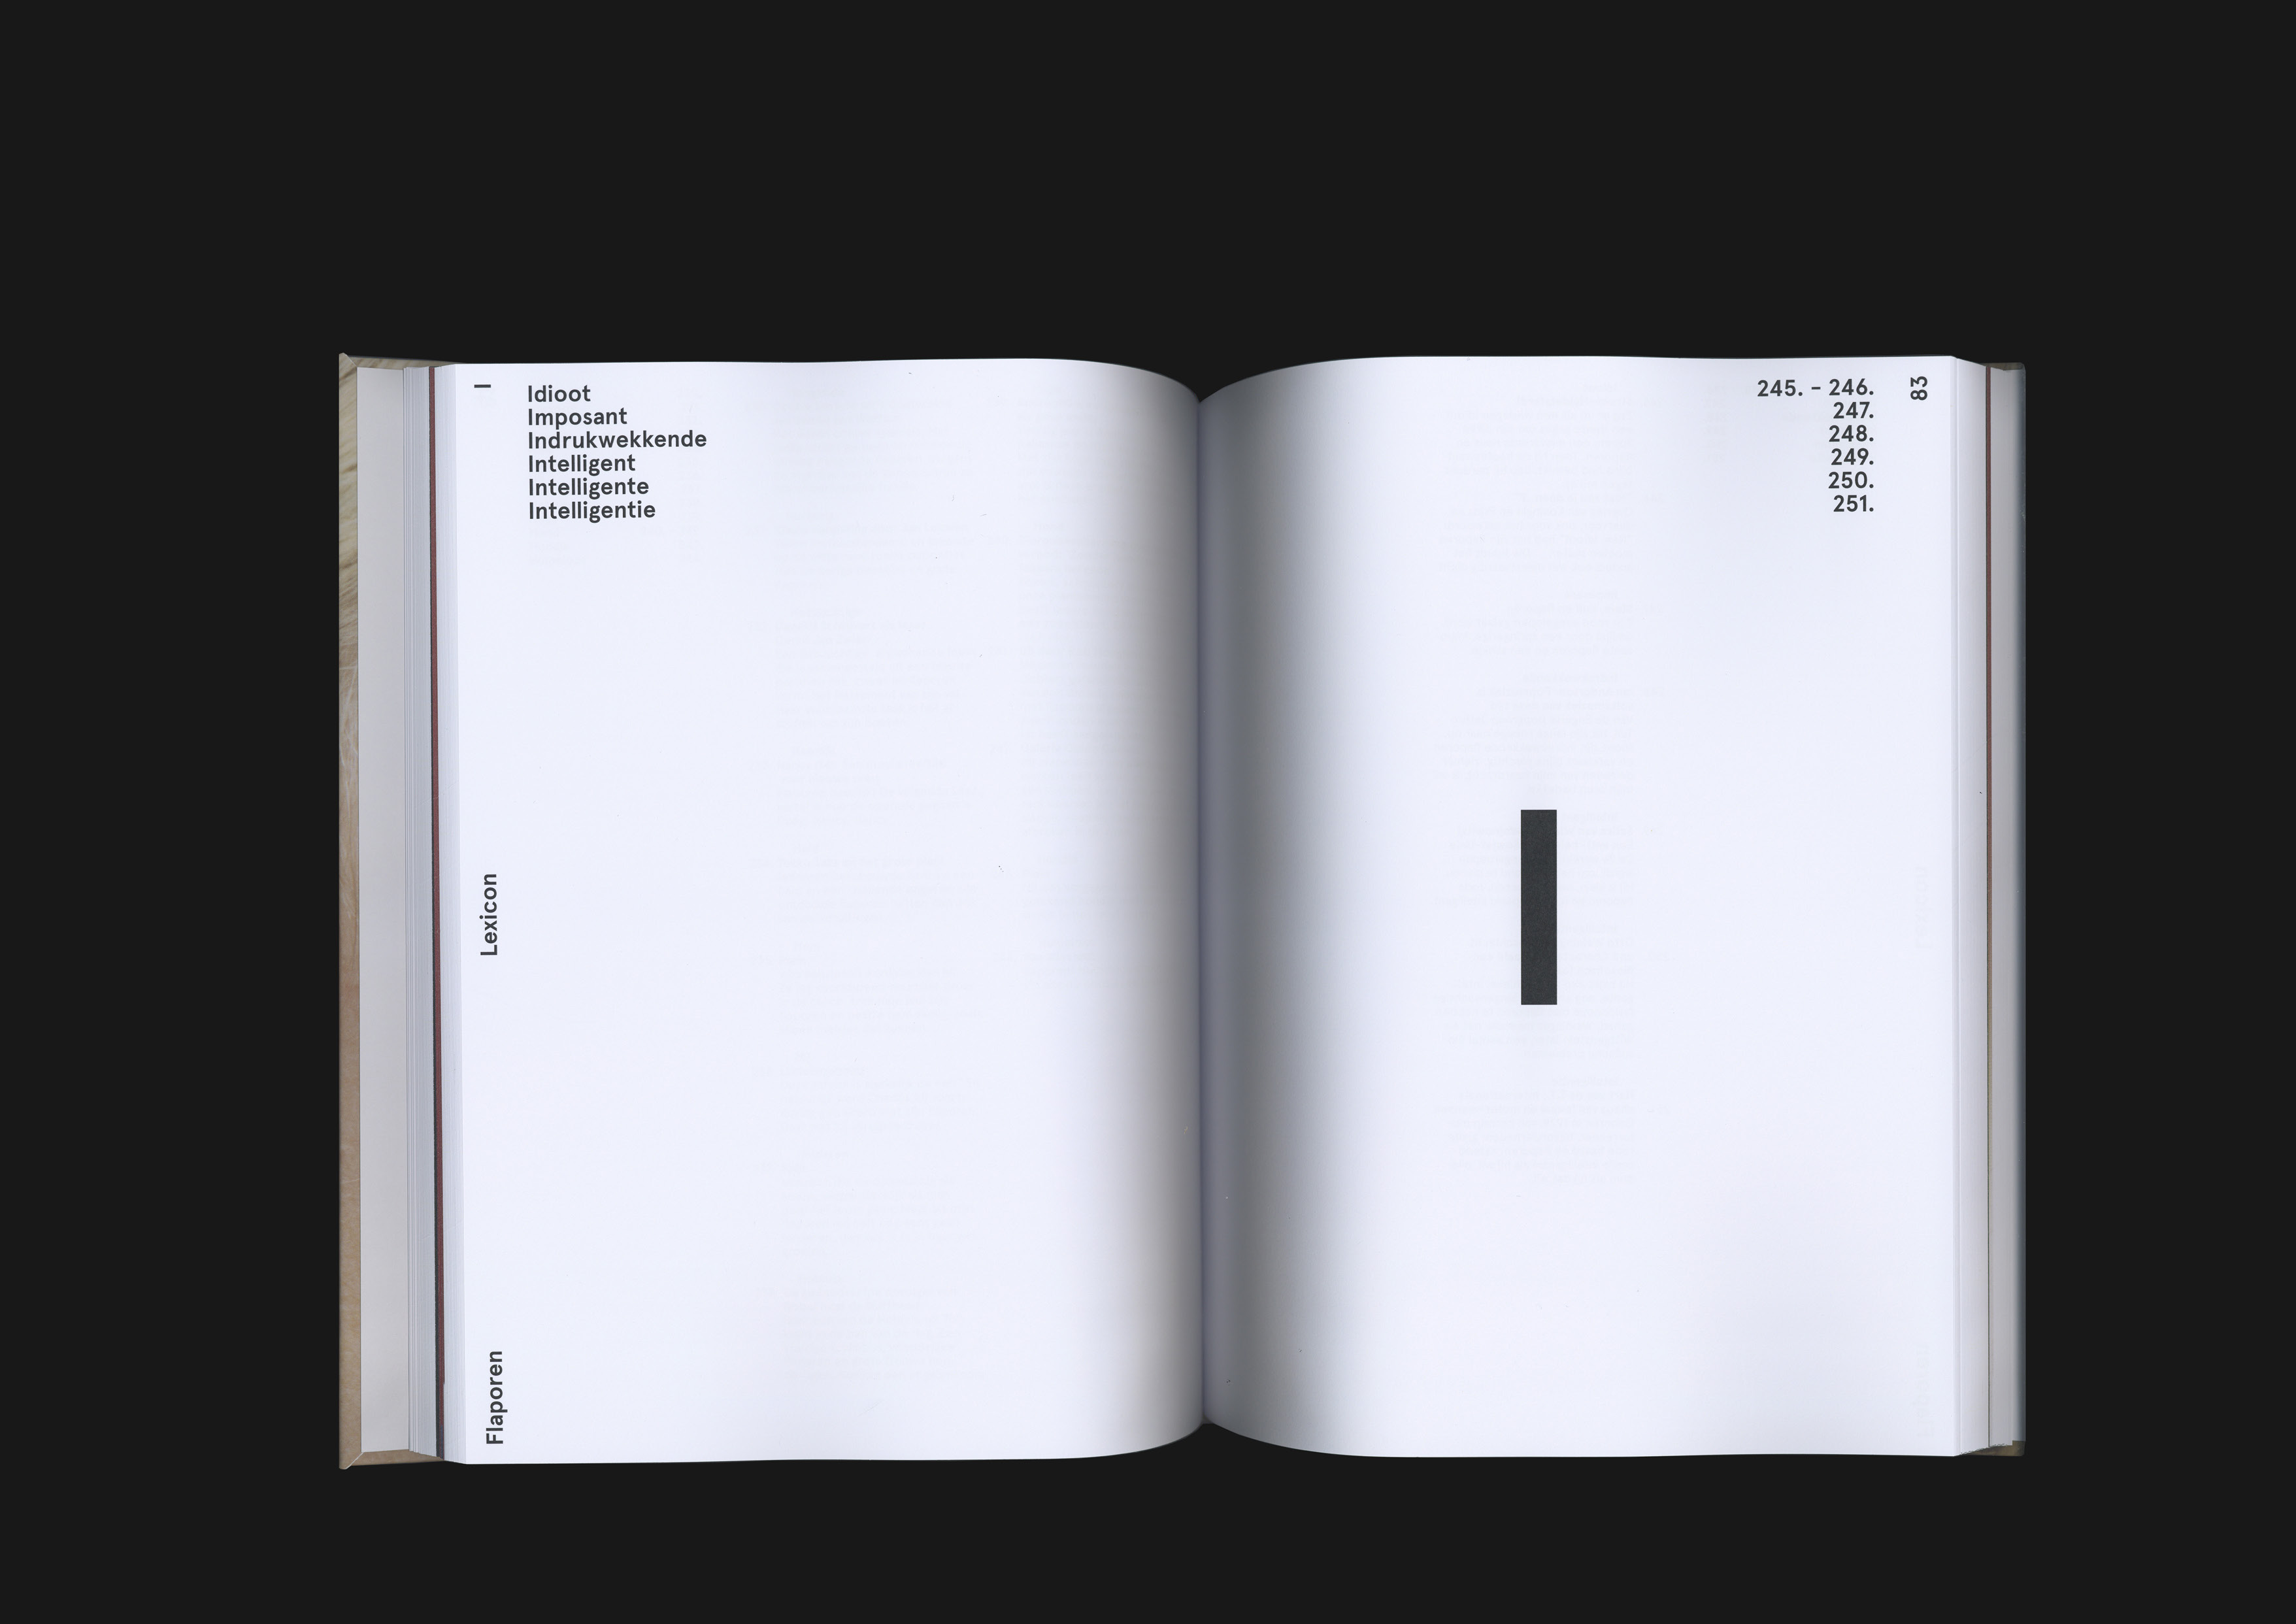 I
Idioot
Imposant
Indrukwekkende
Intelligent
Intelligente
Intelligentie
Lexicon
Flaporen
245. – 246.
247.
248.
249.
250.
251.
83
I